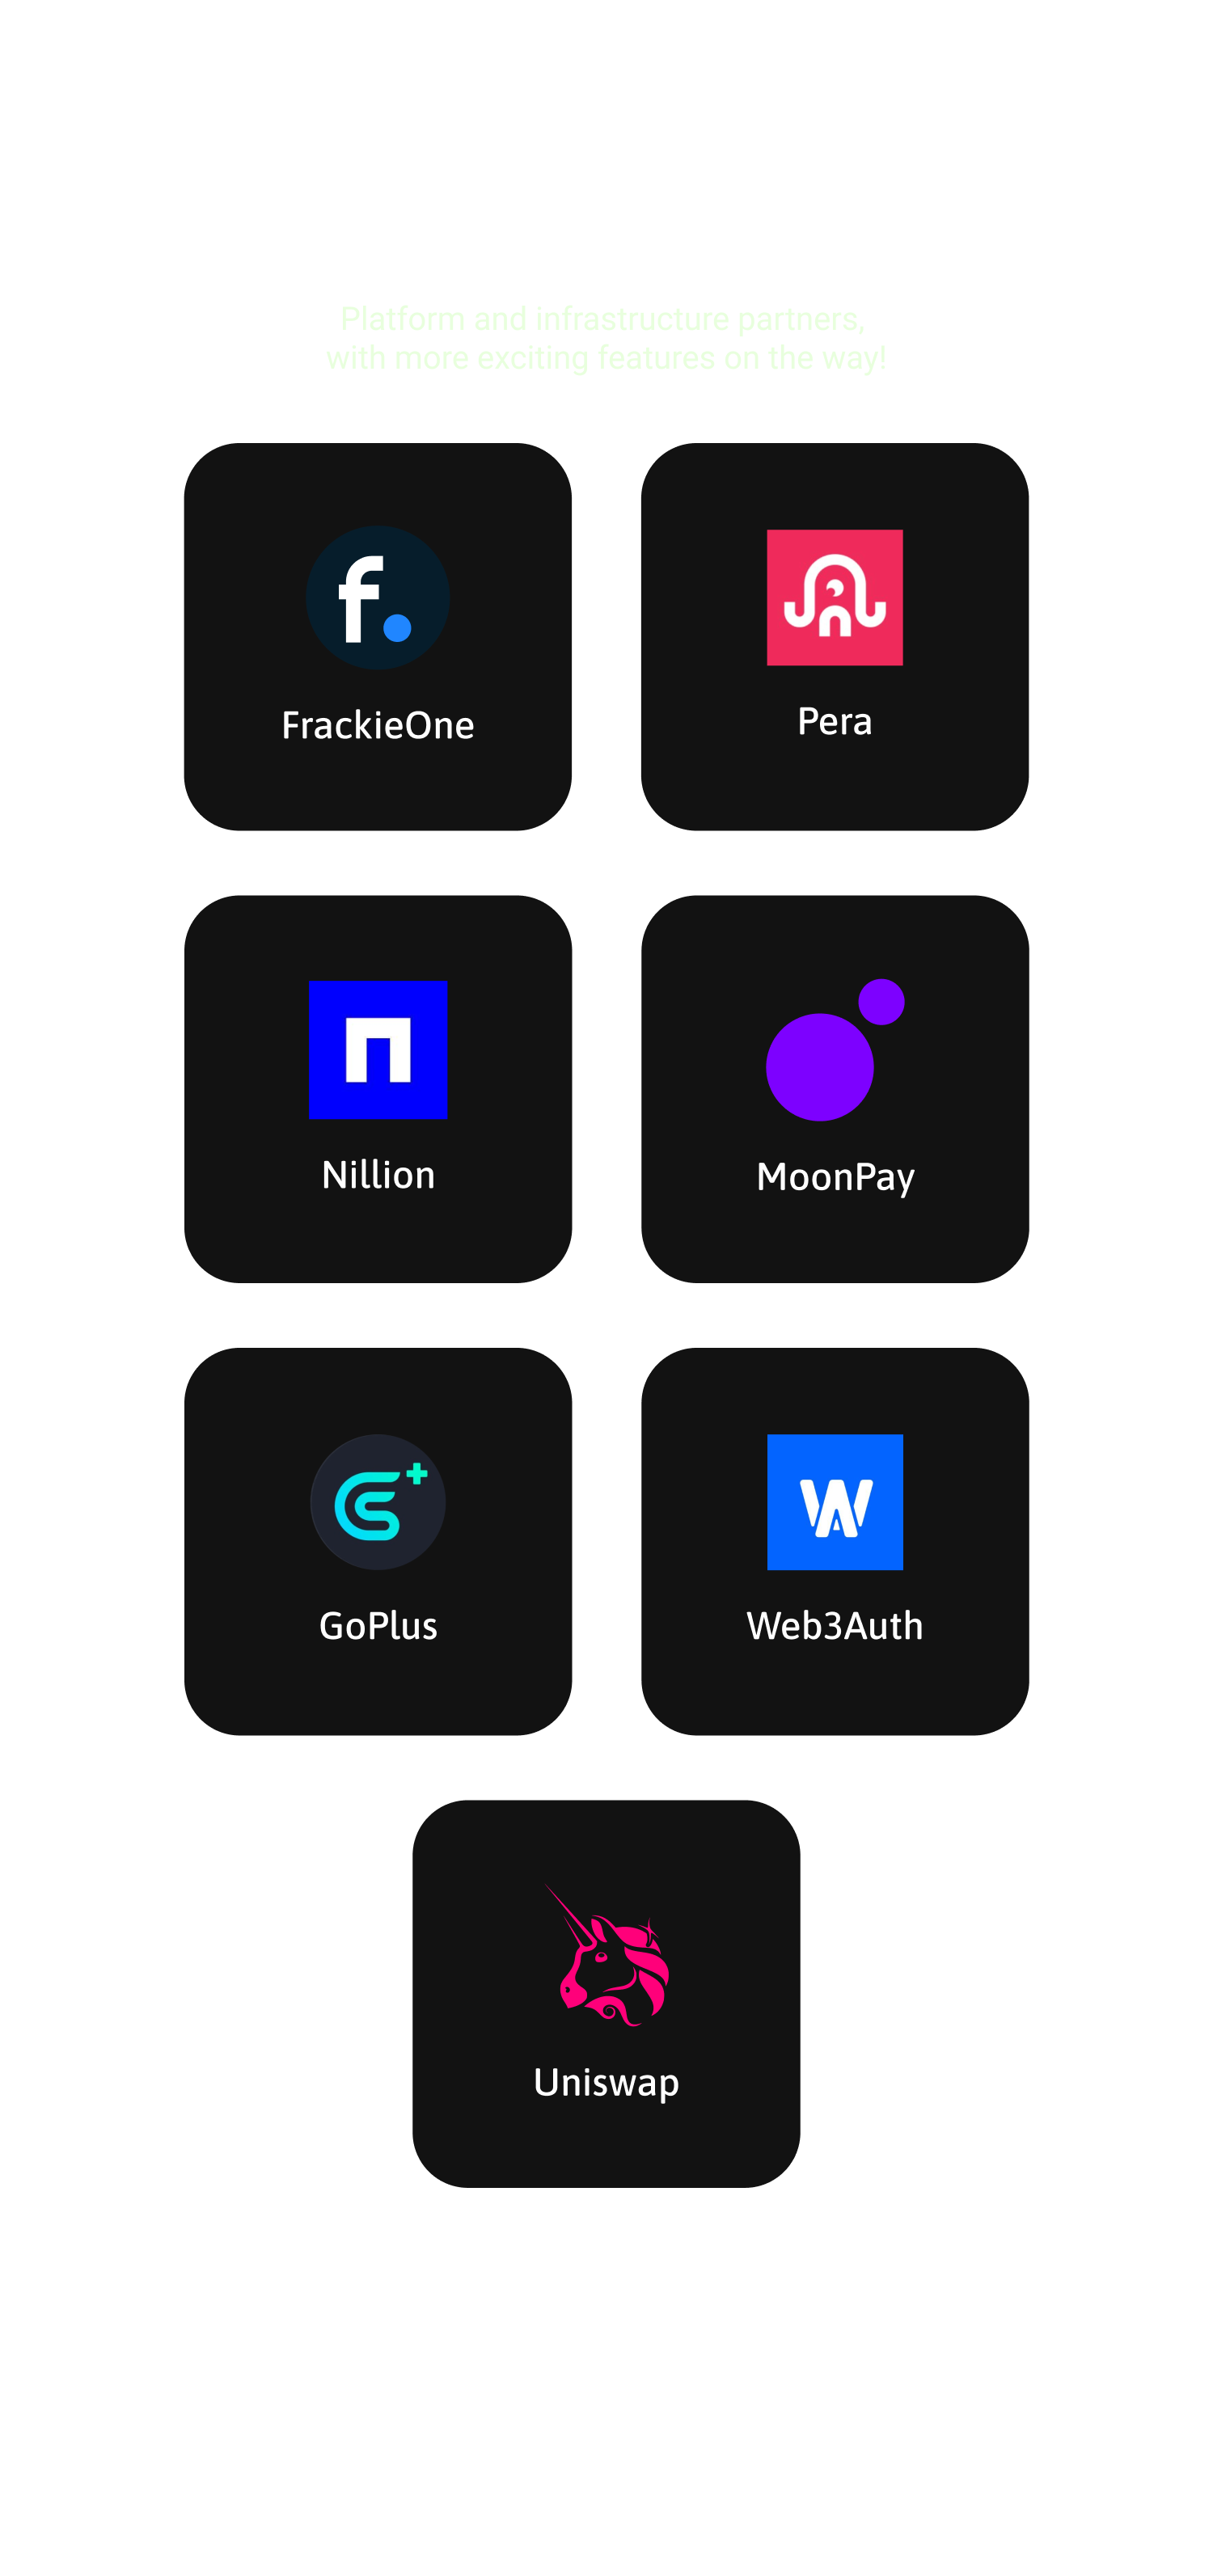 Platform and infrastructure partners,
with more exciting features on the way!
FrackieOne
Pera
Nillion
MoonPay
GoPlus
Web3Auth
Uniswap